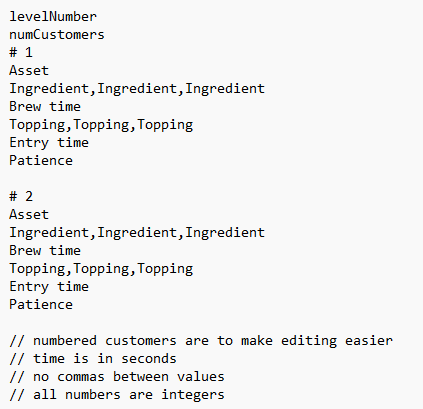 levelNumber
numCustomers
# 1
Asset
Ingredient,Ingredient,Ingredient
Brew time
Topping,Topping,Topping
Entry time
Patience
# 2
Asset
Ingredient,Ingredient,Ingredient
Brew time
Topping,Topping,Topping
Entry time
Patience
// numbered customers are to make editing easier
// time is in seconds
// no commas between values
// all numbers are integers